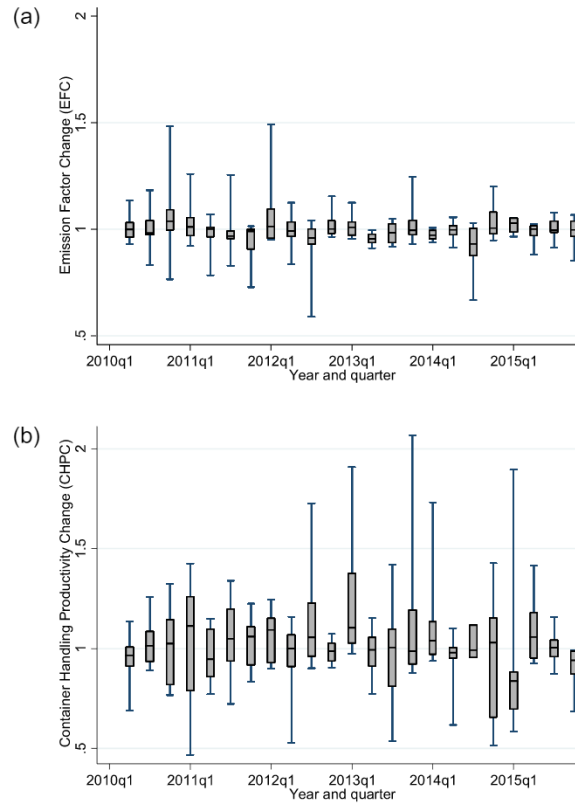 (a)
Emission Factor Change (EFC)
2
1.5
1
.5
2010q1 2011q1 2012q1 2013q1 2014q1 2015q1
Year and quarter
(b)
Container Handling Productivity Change (CHPC)
2
1.5
1
.5
2010q1 2011q1 2012q1 2013q1 2014q1 2015q1
Year and quarter